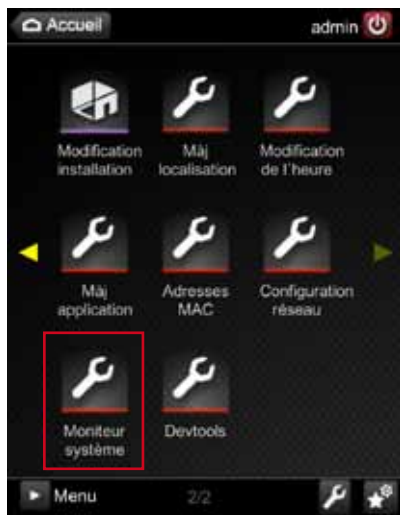 Accueil
admin
Modification
installation
Màj
localisation
Modification
de l'heure
Màj
application
Adresses
MAC
Configuration
réseau
Moniteur
système
Devtools
Menu
2/2